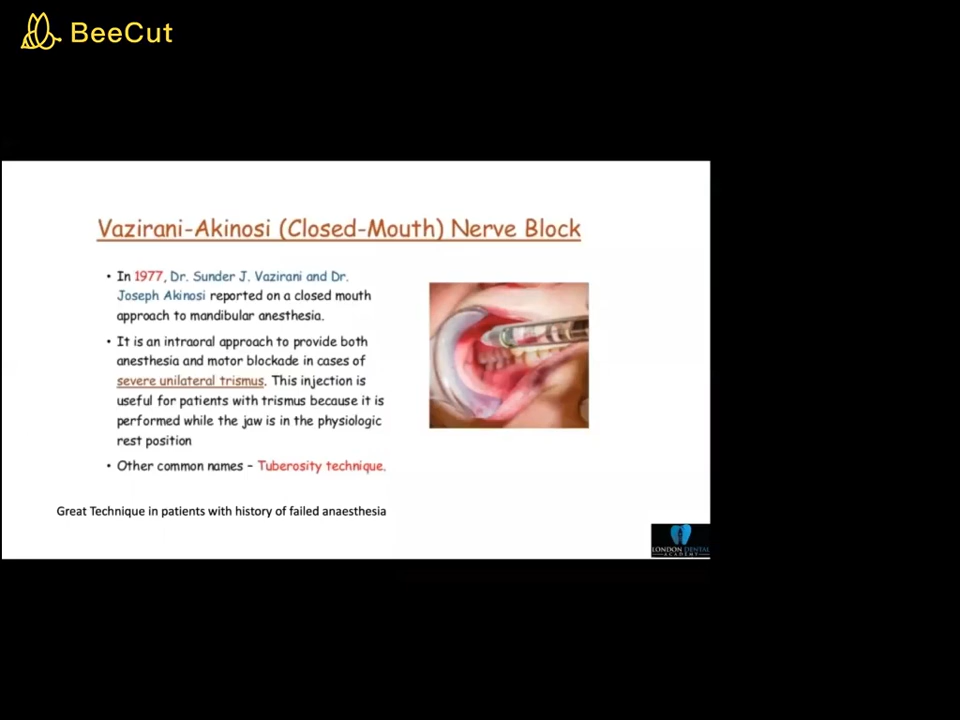 BeeCut
Vazirani-Akinosi (Closed-Mouth) Nerve Block
• In 1977, Dr. Sunder J. Vazirani and Dr.
Joseph Akinosi reported on a closed mouth
approach to mandibular anesthesia.
• It is an intraoral approach to provide both
anesthesia and motor blockade in cases of
severe unilateral trismus. This injection is
useful for patients with trismus because it is
performed while the jaw is in the physiologic
rest position
• Other common names – Tuberosity technique.
Great Technique in patients with history of failed anaesthesia
LONDON DENTAL
ACADEMY